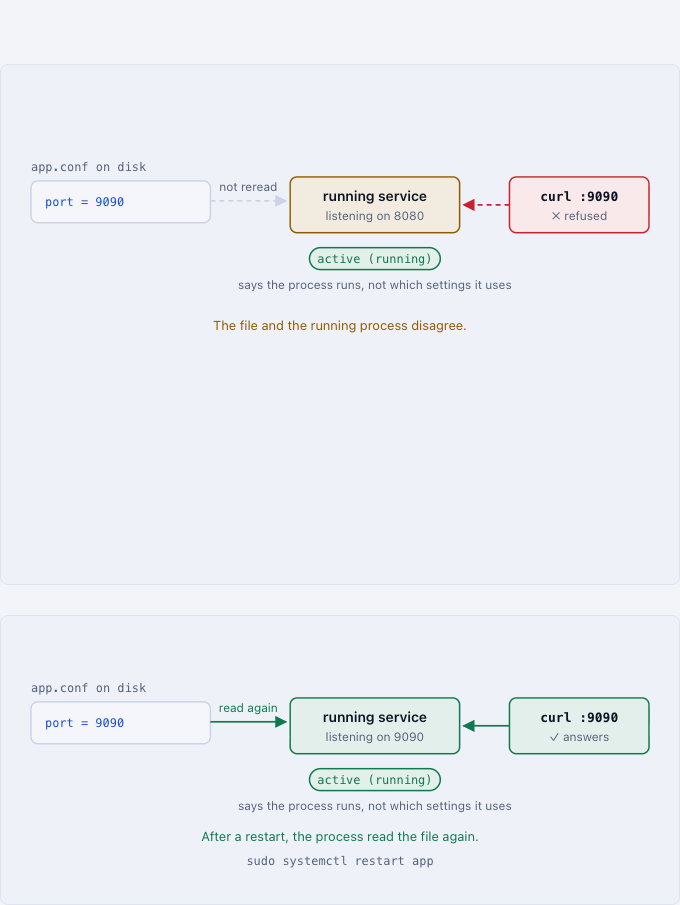 app.conf on disk
port = 9090
not reread
running service
listening on 8080
curl :9090
✕ refused
active (running)
says the process runs, not which settings it uses
The file and the running process disagree.
app.conf on disk
port = 9090
read again
running service
listening on 9090
curl :9090
✓ answers
active (running)
says the process runs, not which settings it uses
After a restart, the process read the file again.
sudo systemctl restart app